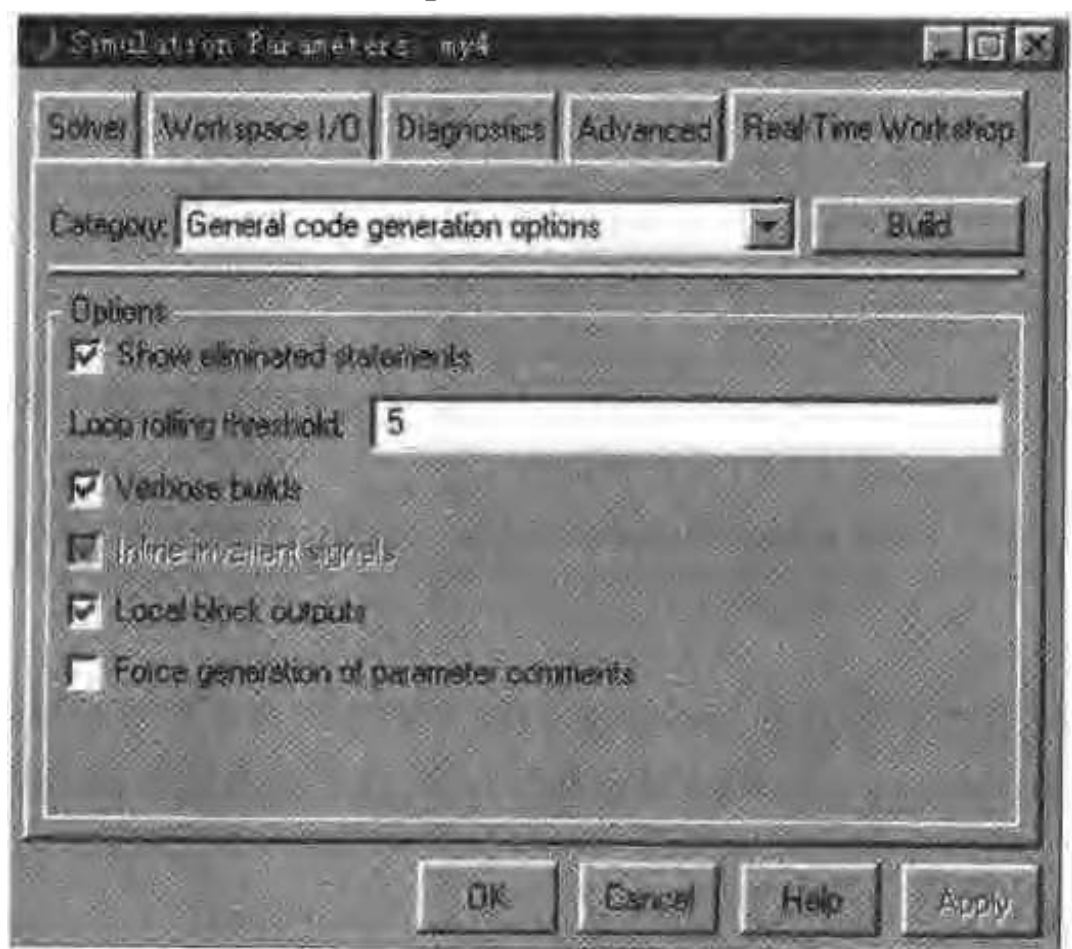 Simulation Parameters: my4
Solver Workspace I/O Diagnostics Advanced Real-Time Workshop
Category: General code generation options Build
Options
Show eliminated statements
Loop rolling threshold: 5
Verbose builds
Inline invariant signals
Local block outputs
Force generation of parameter comments
OK Cancel Help Apply